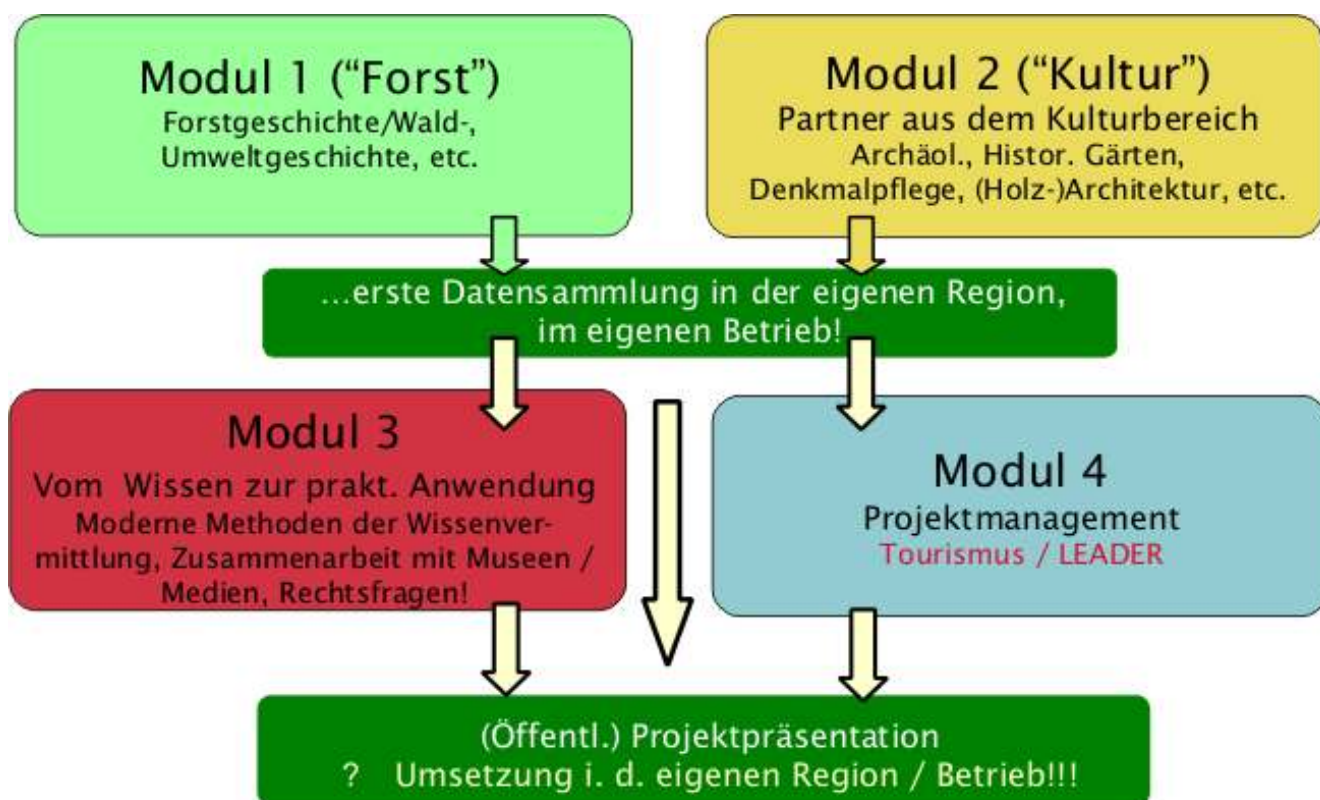 Modul 1 (“Forst”)
Forstgeschichte/Wald-,
Umweltgeschichte, etc.
Modul 2 (“Kultur”)
Partner aus dem Kulturbereich
Archäol., Histor. Gärten,
Denkmalpflege, (Holz-)Architektur, etc.
...erste Datensammlung in der eigenen Region,
im eigenen Betrieb!
Modul 3
Vom Wissen zur prakt. Anwendung
Moderne Methoden der Wissenver-
mittlung, Zusammenarbeit mit Museen /
Medien, Rechtsfragen!
Modul 4
Projektmanagement
Tourismus / LEADER
(Öffentl.) Projektpräsentation
? Umsetzung i. d. eigenen Region / Betrieb!!!